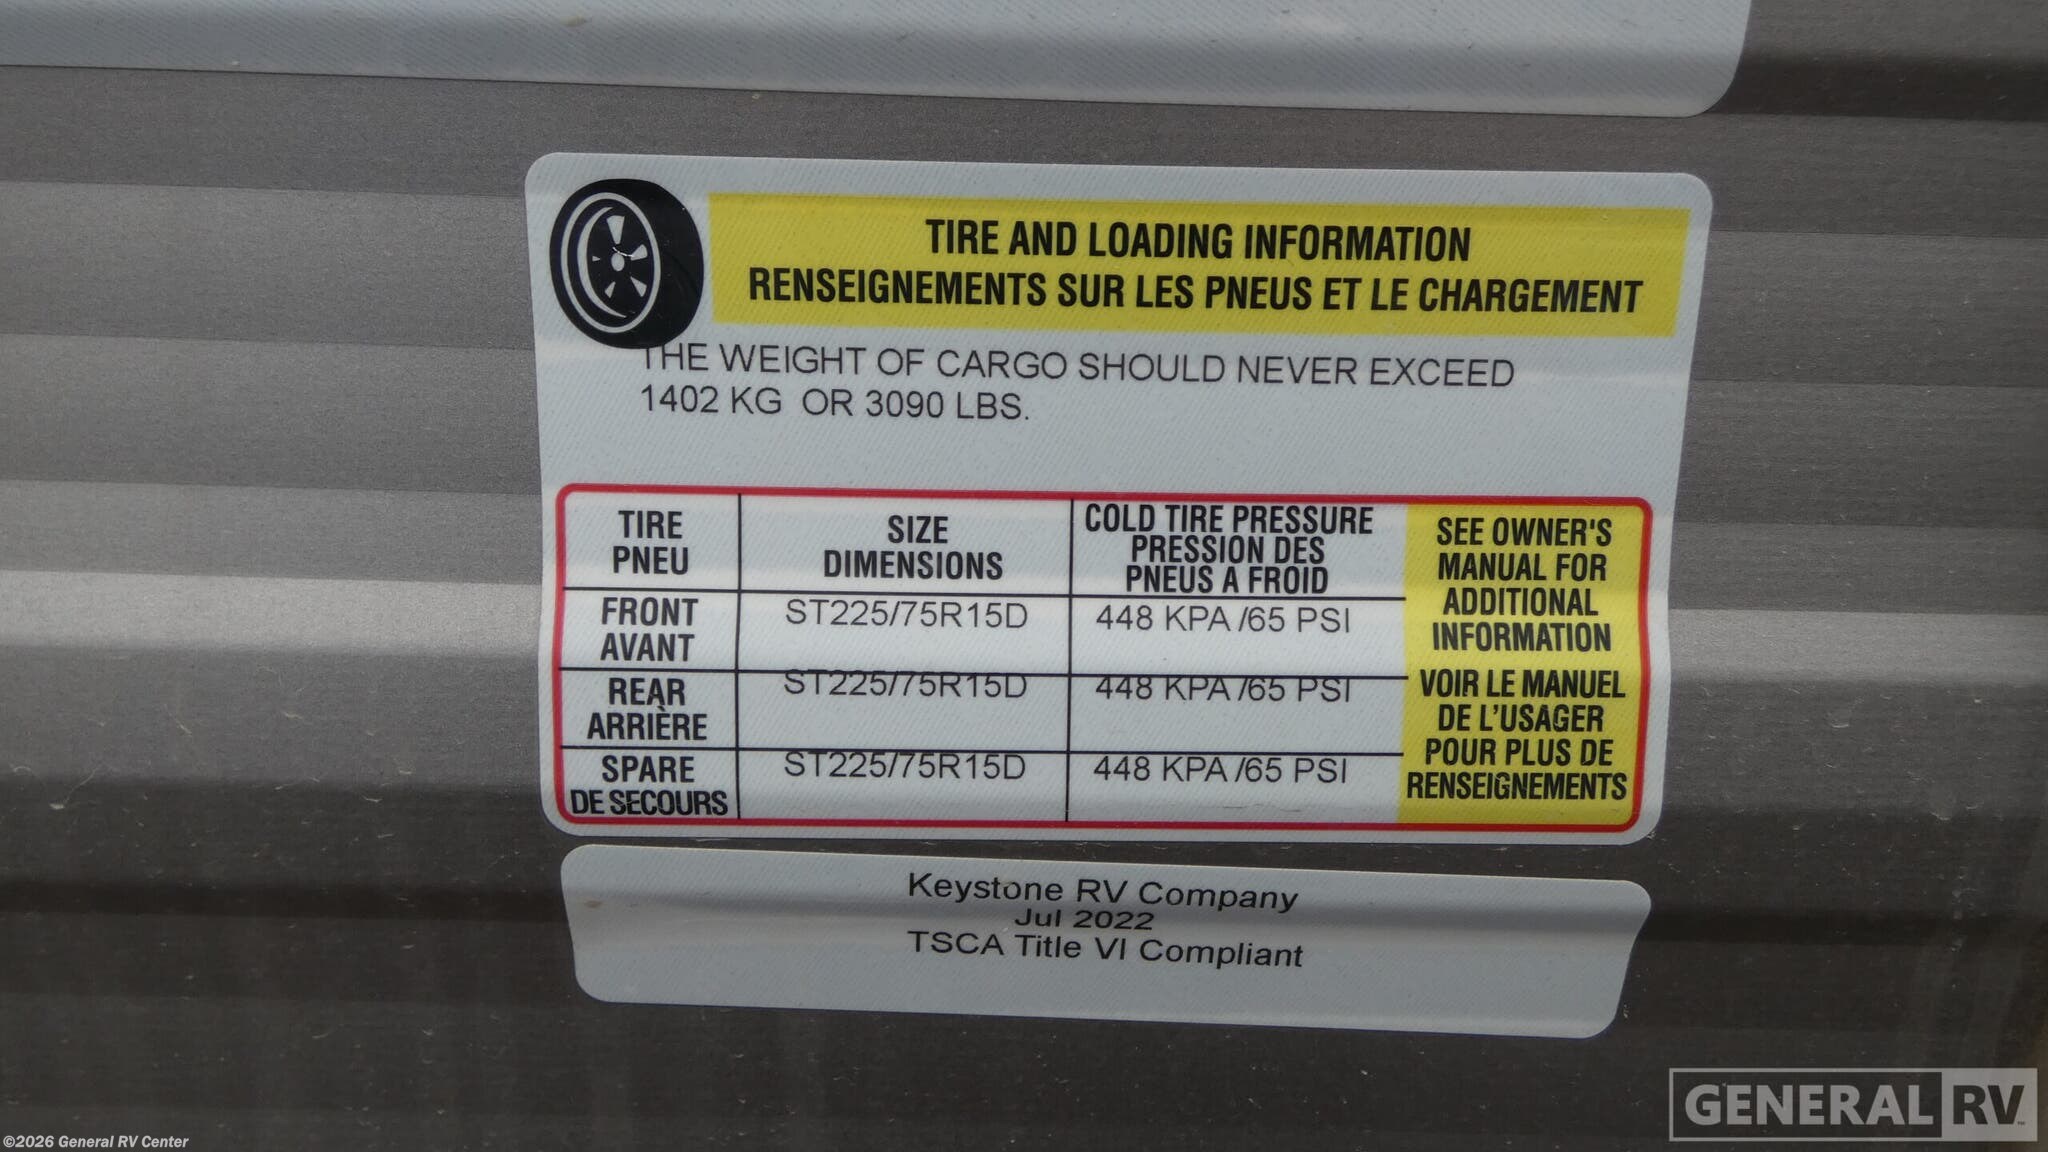 TIRE AND LOADING INFORMATION
RENSEIGNEMENTS SUR LES PNEUS ET LE CHARGEMENT
THE WEIGHT OF CARGO SHOULD NEVER EXCEED
1402 KG OR 3090 LBS.
TIRE
PNEU
SIZE
DIMENSIONS
COLD TIRE PRESSURE
PRESSION DES
PNEUS A FROID
FRONT
AVANT
ST225/75R15D
448 KPA /65 PSI
REAR
ARRIÈRE
ST225/75R15D
448 KPA /65 PSI
SPARE
DE SECOURS
ST225/75R15D
448 KPA /65 PSI
SEE OWNER'S
MANUAL FOR
ADDITIONAL
INFORMATION
VOIR LE MANUEL
DE L'USAGER
POUR PLUS DE
RENSEIGNEMENTS
Keystone RV Company
Jul 2022
TSCA Title VI Compliant
GENERAL RV
©2026 General RV Center